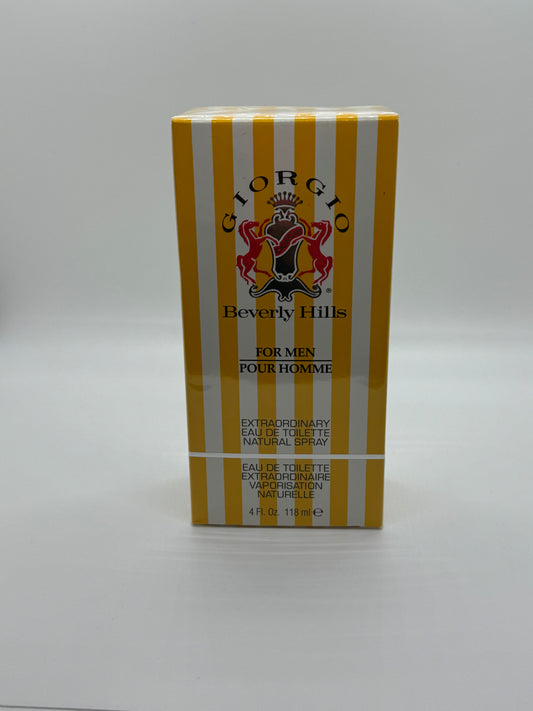 GIORGIO
®
Beverly Hills
FOR MEN
POUR HOMME
EXTRAORDINARY
EAU DE TOILETTE
NATURAL SPRAY
EAU DE TOILETTE
EXTRAORDINAIRE
VAPORISATION
NATURELLE
4 Fl. Oz. 118 ml ℮